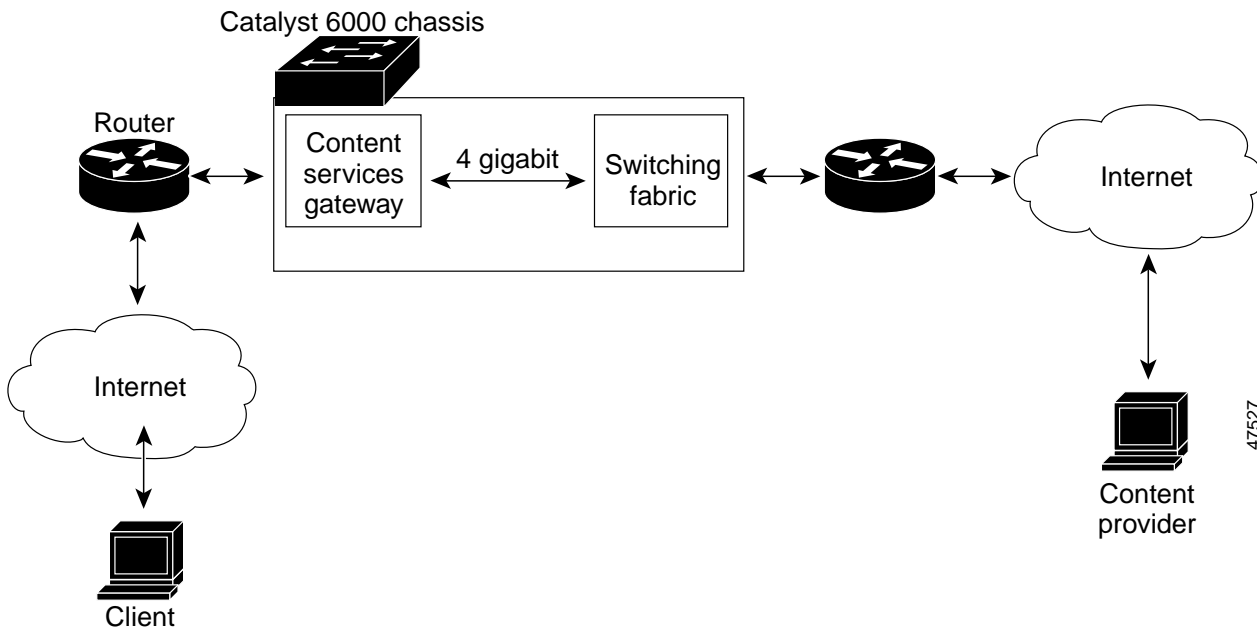 Catalyst 6000 chassis
Router
Content
services
gateway
4 gigabit
Switching
fabric
Internet
Internet
Client
Content
provider
47527